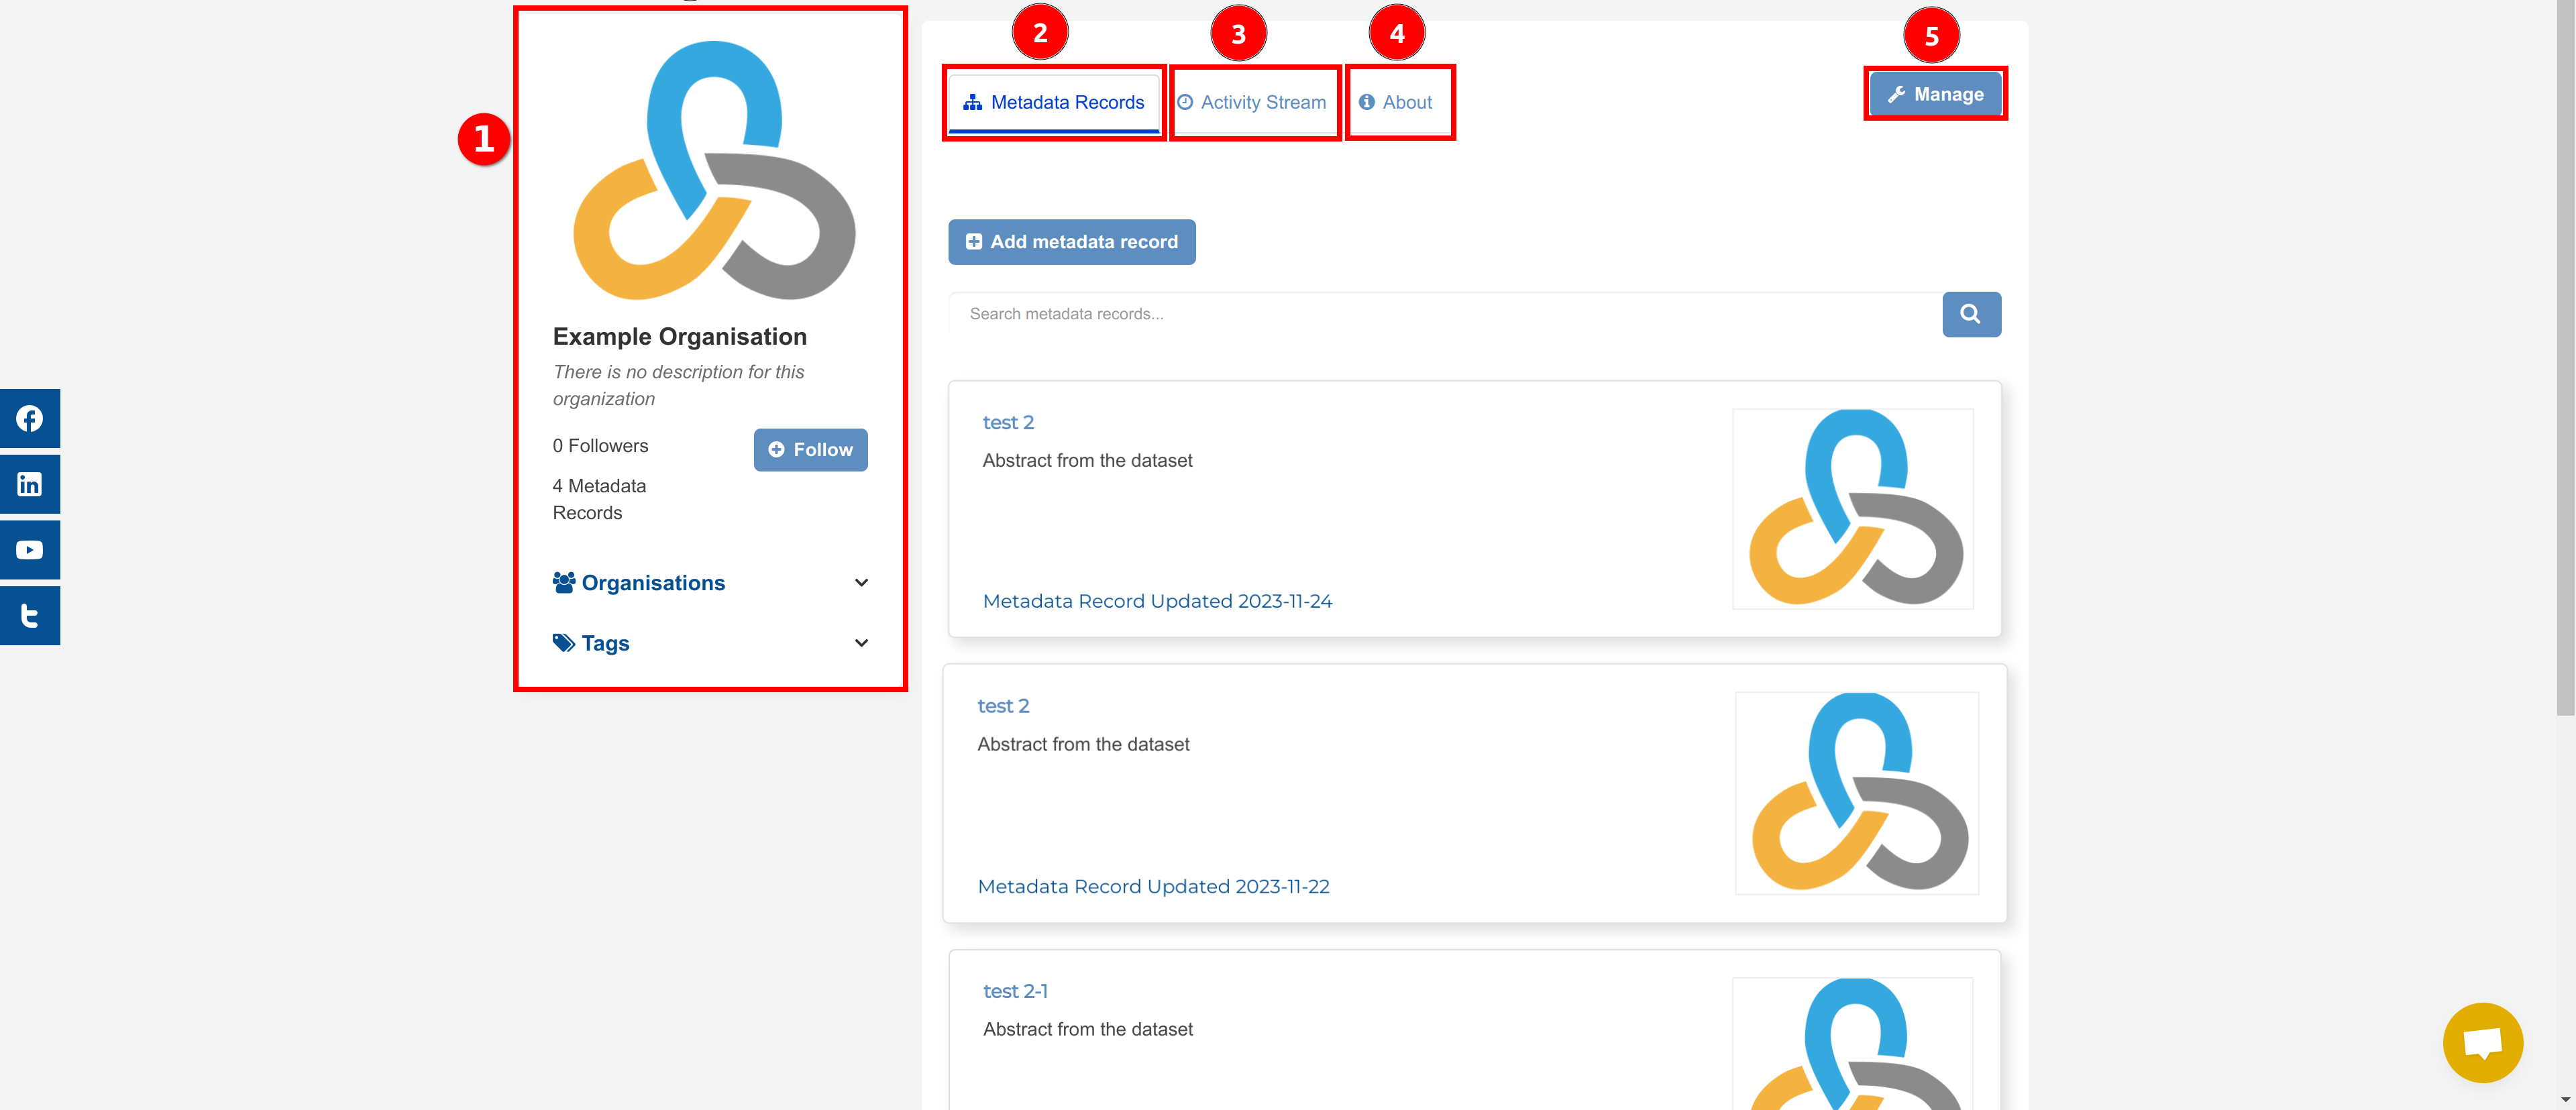 1
2
3
4
5
Metadata Records
Activity Stream
About
Manage
Example Organisation
There is no description for this
organization
0 Followers
Follow
4 Metadata
Records
Organisations
Tags
Add metadata record
Search metadata records...
test 2
Abstract from the dataset
Metadata Record Updated 2023-11-24
test 2
Abstract from the dataset
Metadata Record Updated 2023-11-22
test 2-1
Abstract from the dataset